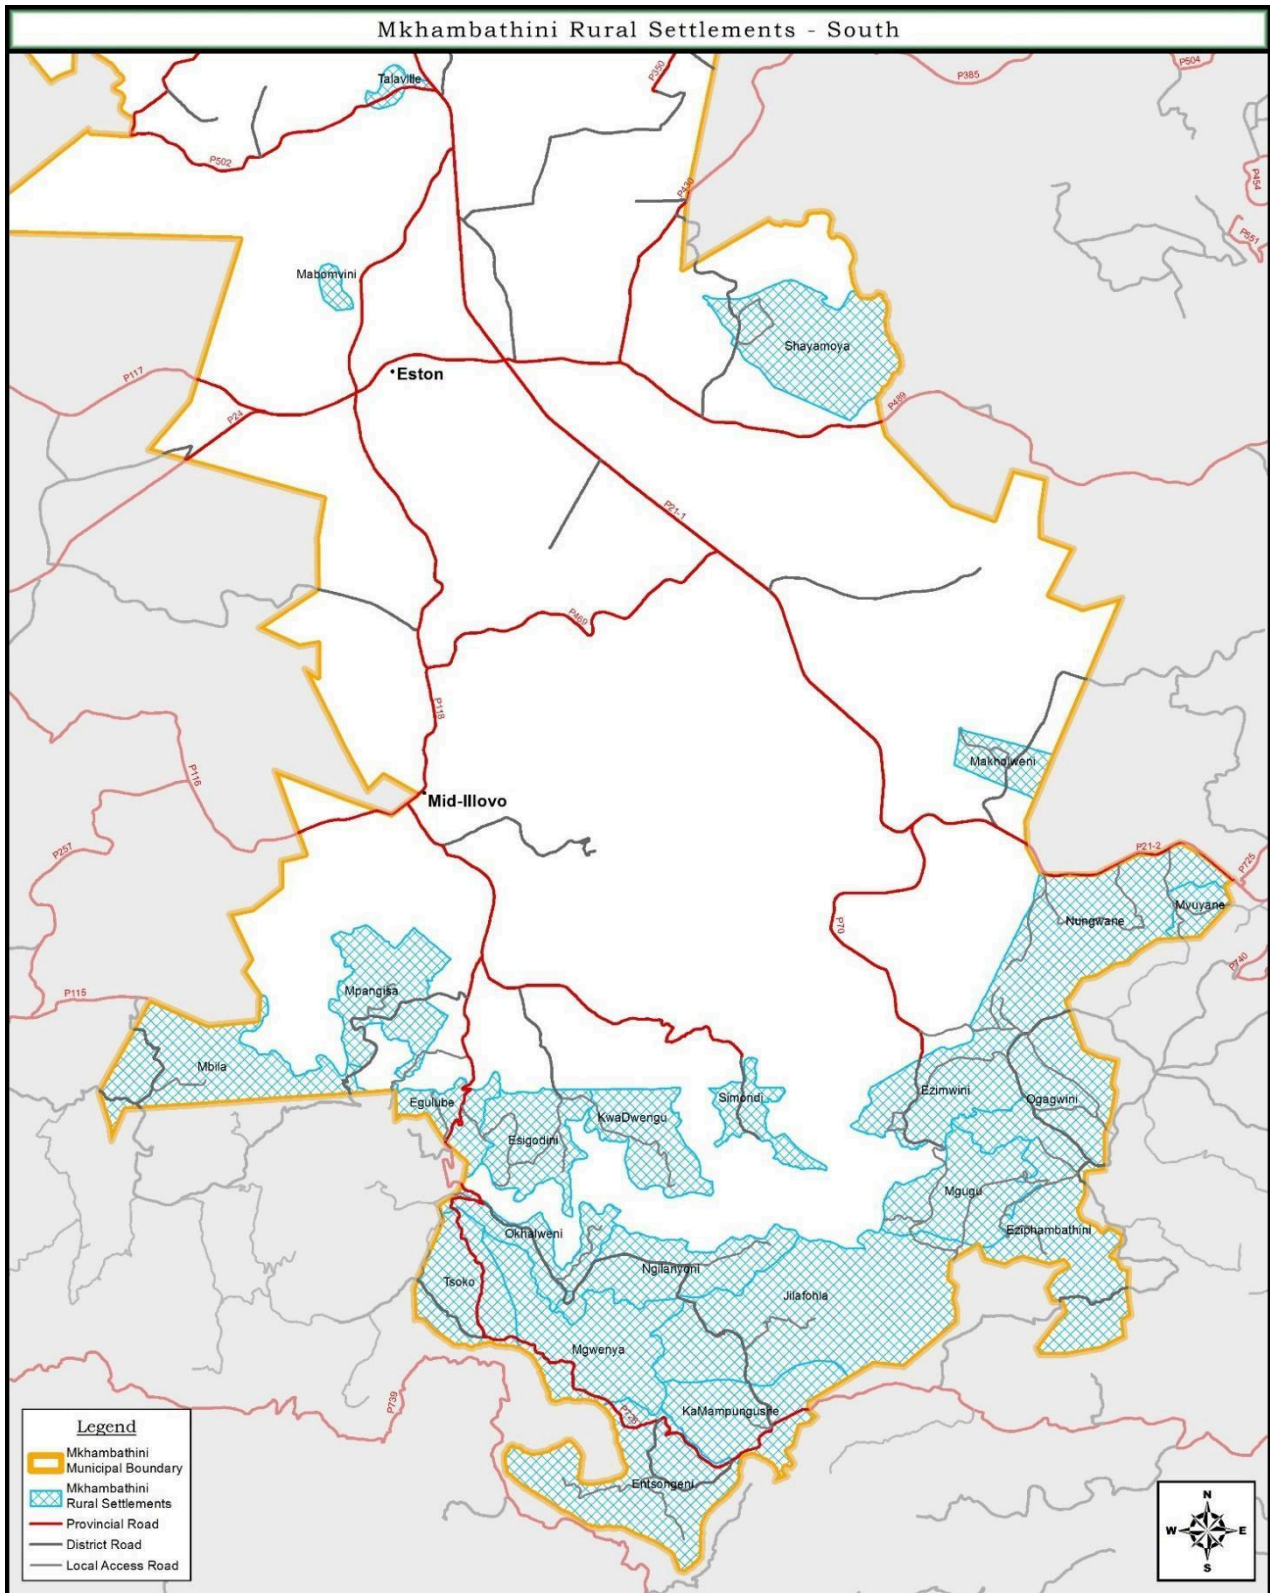 Mkhambathini Rural Settlements - South
P504
P385
P350
Talaville
P502
P454
P430
P551
Mabomvini
Shayamoya
P117
Eston
P489
P24
P21-1
P469
P118
P116
Makholweni
Mid-Illovo
P257
P21-2
P725
Mvuyane
Nungwane
P70
P740
Mpangisa
P115
Mbila
Ezimwini
Simondi
Ogagwini
Egulube
KwaDwengu
Esigodini
Mgugu
Eziphambathini
Okhalweni
Ngilanyoni
Tsoko
Jilafohla
Mgwenya
P739
KaMampungushe
P726
Entsongeni
Legend
Mkhambathini
Municipal Boundary
Mkhambathini
Rural Settlements
Provincial Road
District Road
Local Access Road
N
W
E
S